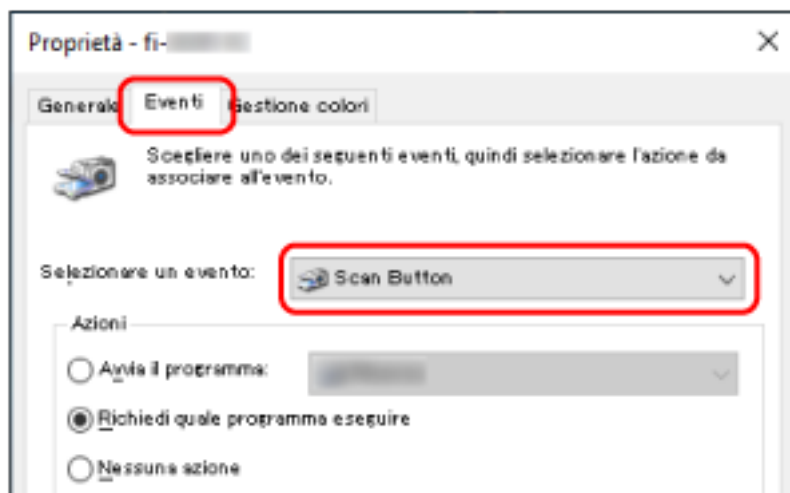 Proprietà - fi-
Generale Eventi Gestione colori
Scegliere uno dei seguenti eventi, quindi selezionare l'azione da
associare all'evento.
Selezionare un evento: Scan Button
Azioni
Avvia il programma:
Richiedi quale programma eseguire
Nessuna azione